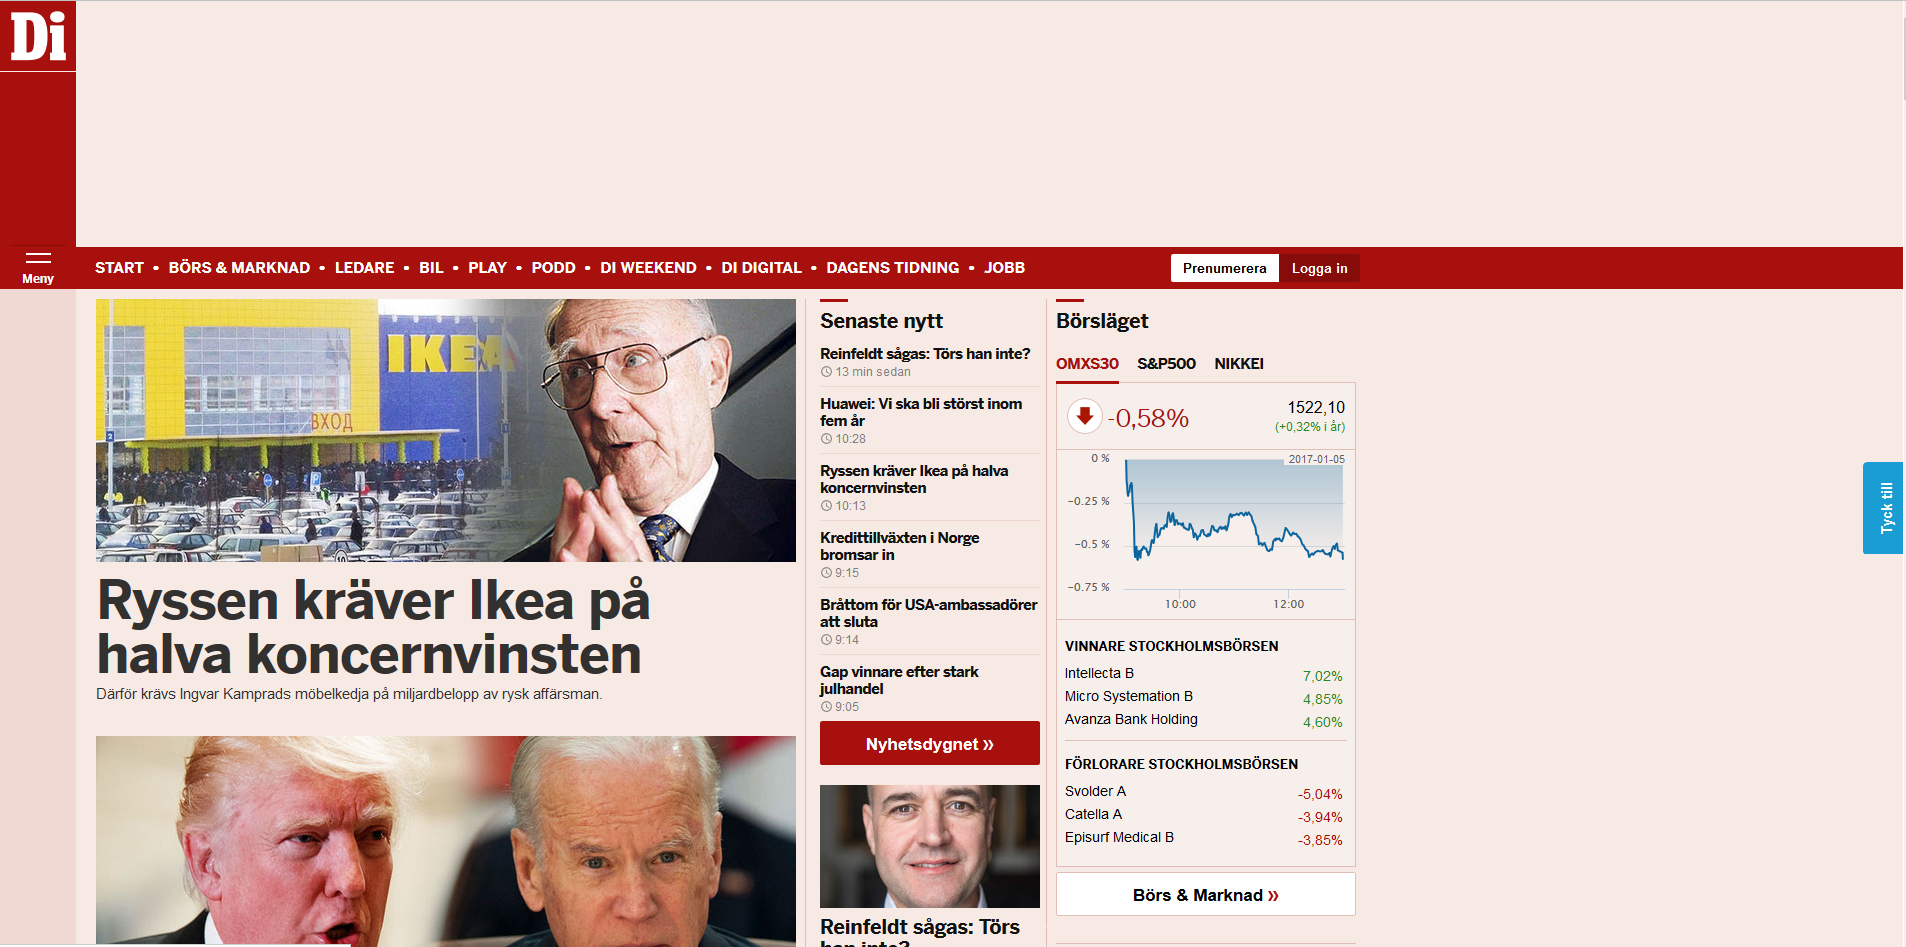 Di
Meny
START • BÖRS & MARKNAD • LEDARE • BIL • PLAY • PODD • DI WEEKEND • DI DIGITAL • DAGENS TIDNING • JOBB
Prenumerera
Logga in
IKEA
ВХОД
Ryssen kräver Ikea på
halva koncernvinsten
Därför krävs Ingvar Kamprads möbelkedja på miljardbelopp av rysk affärsman.
Senaste nytt
Reinfeldt sågas: Törs han inte?
13 min sedan
Huawei: Vi ska bli störst inom
fem år
10:28
Ryssen kräver Ikea på halva
koncernvinsten
10:13
Kredittillväxten i Norge
bromsar in
9:15
Bråttom för USA-ambassadörer
att sluta
9:14
Gap vinnare efter stark
julhandel
9:05
Nyhetsdygnet »
Reinfeldt sågas: Törs
han inte?
Börsläget
OMXS30 S&P500 NIKKEI
-0,58%
1522,10
(+0,32% i år)
2017-01-05
0 %
−0.25 %
−0.5 %
−0.75 %
10:00 12:00
VINNARE STOCKHOLMSBÖRSEN
Intellecta B 7,02%
Micro Systemation B 4,85%
Avanza Bank Holding 4,60%
FÖRLORARE STOCKHOLMSBÖRSEN
Svolder A -5,04%
Catella A -3,94%
Episurf Medical B -3,85%
Börs & Marknad »
Tyck till